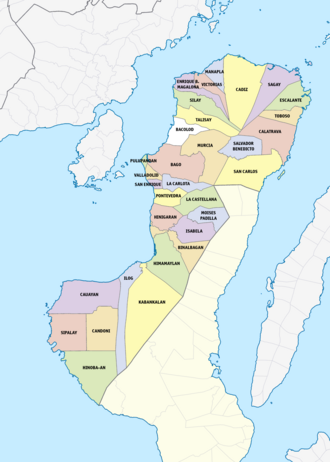 MANAPLA
ENRIQUE B.
MAGALONA
VICTORIAS
CADIZ
SAGAY
SILAY
ESCALANTE
TALISAY
TOBOSO
BACOLOD
CALATRAVA
MURCIA
SALVADOR
BENEDICTO
PULUPANDAN
BAGO
SAN CARLOS
VALLADOLID
SAN ENRIQUE
LA CARLOTA
PONTEVEDRA
LA CASTELLANA
HINIGARAN
MOISES
PADILLA
ISABELA
BINALBAGAN
HIMAMAYLAN
ILOG
CAUAYAN
KABANKALAN
SIPALAY
CANDONI
HINOBA-AN